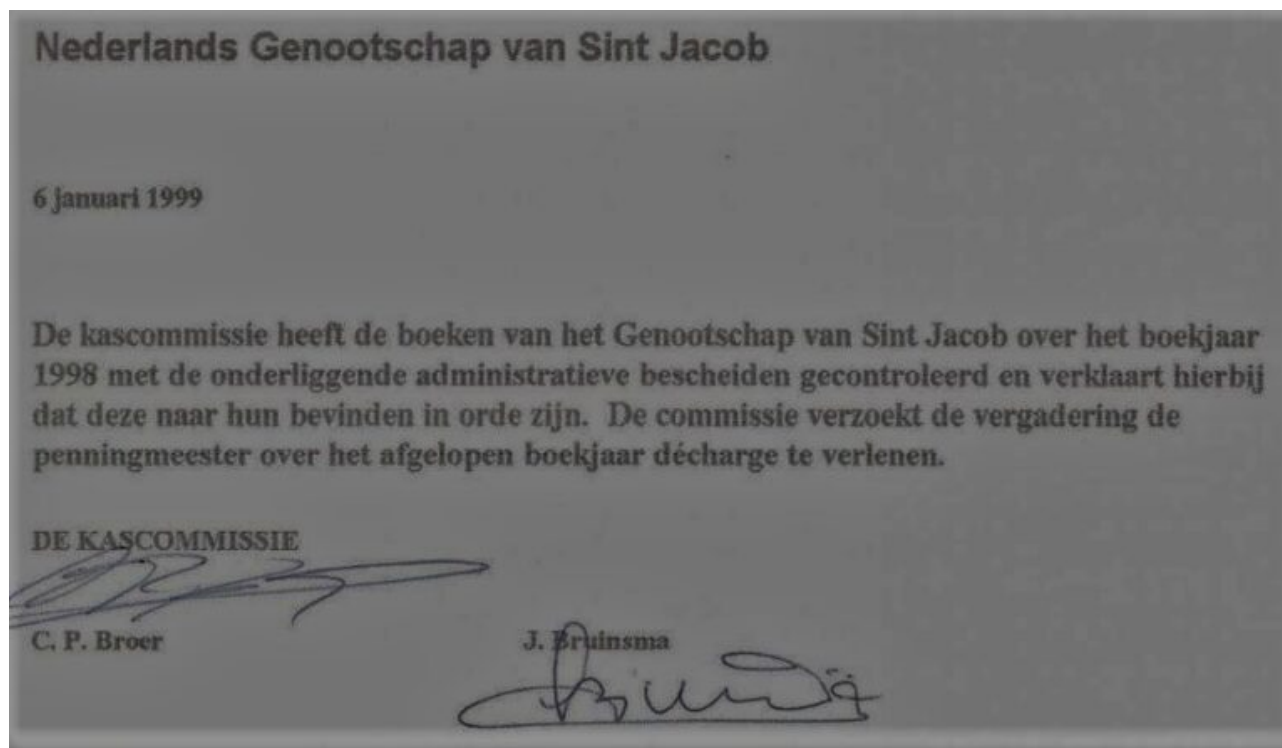 Nederlands Genootschap van Sint Jacob
6 januari 1999
De kascommissie heeft de boeken van het Genootschap van Sint Jacob over het boekjaar
1998 met de onderliggende administratieve bescheiden gecontroleerd en verklaart hierbij
dat deze naar hun bevinden in orde zijn. De commissie verzoekt de vergadering de
penningmeester over het afgelopen boekjaar décharge te verlenen.
DE KASCOMMISSIE
C. P. Broer J. Bruinsma